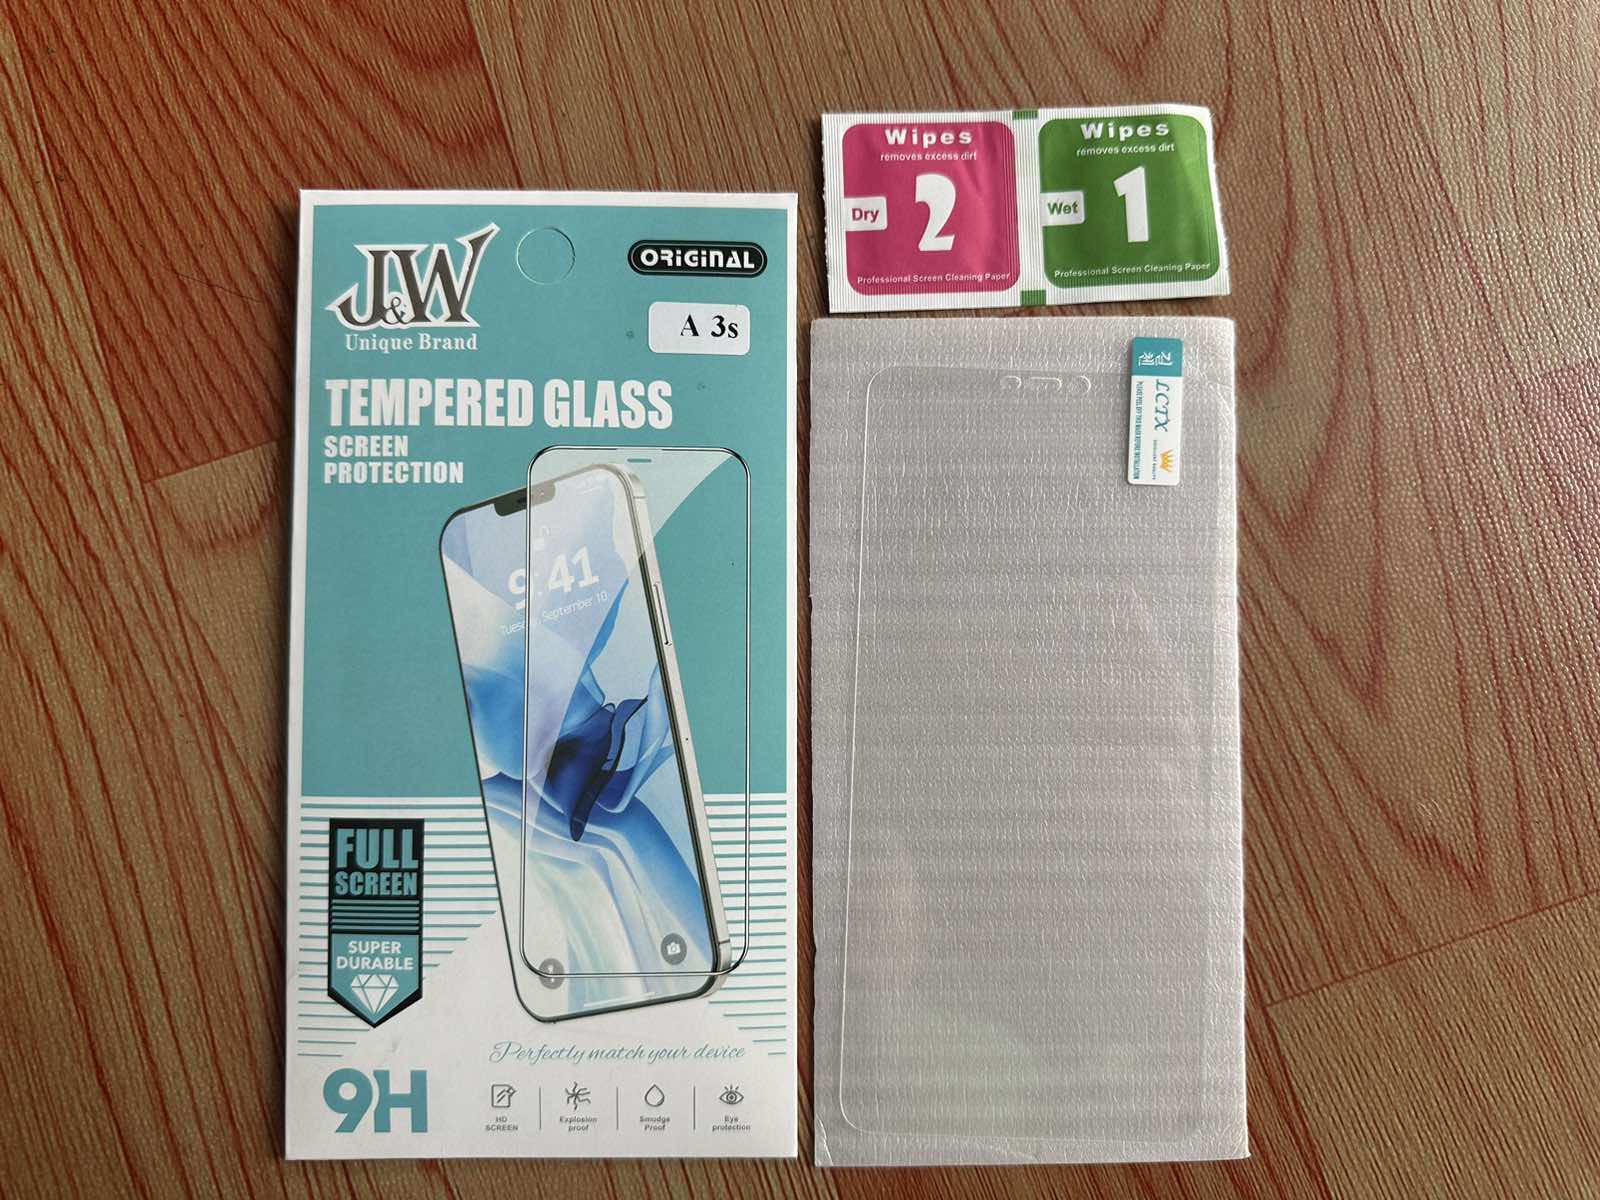 J&W
Unique Brand
ORiGiNAL
A 3s
TEMPERED GLASS
SCREEN
PROTECTION
9:41
September 10
FULL
SCREEN
SUPER
DURABLE
Perfectly match your device
9H
HD
SCREEN
Explosion
proof
Smudge
Proof
Eye
protection
Wipes
removes excess dirt
Dry
2
Professional Screen Cleaning Paper
Wipes
removes excess dirt
Wet
1
Professional Screen Cleaning Paper
LCTX